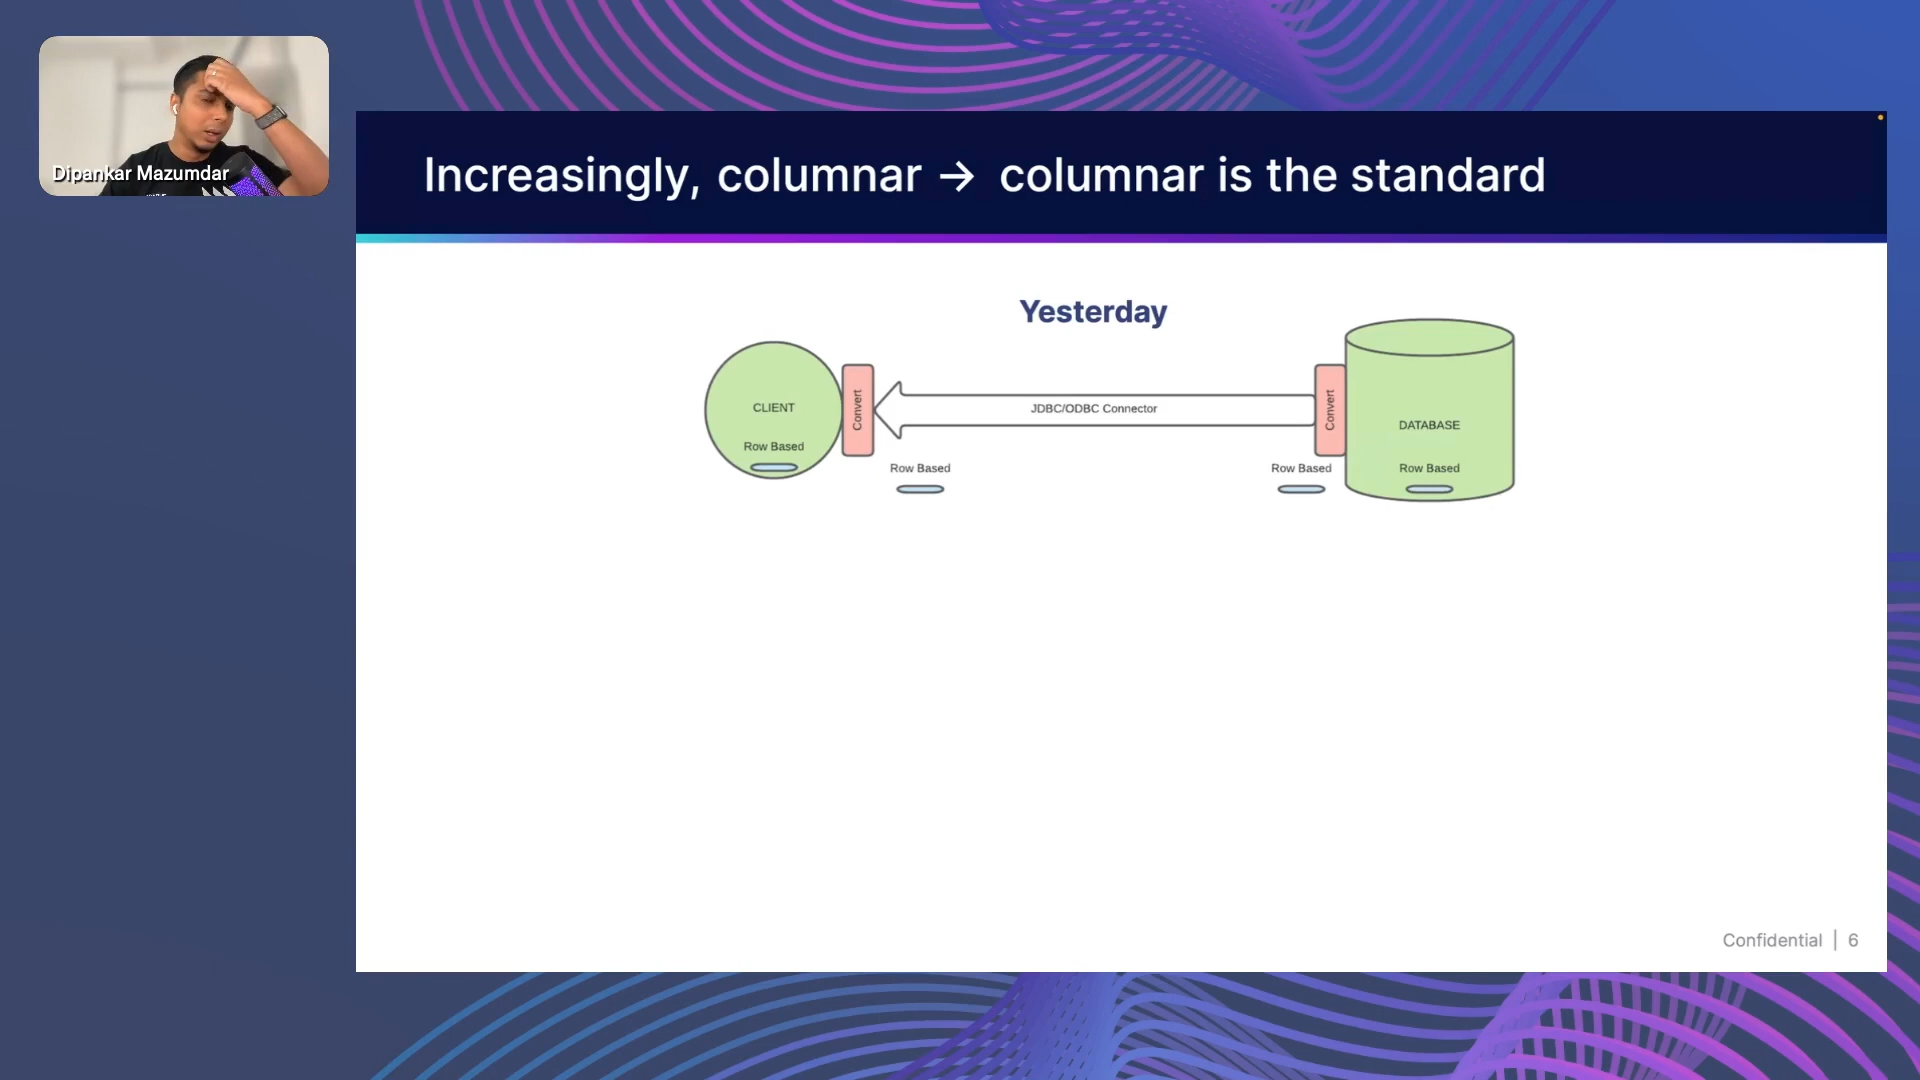 Dipankar Mazumdar
Increasingly, columnar → columnar is the standard
Yesterday
CLIENT
Row Based
Convert
JDBC/ODBC Connector
Convert
DATABASE
Row Based
Row Based
Row Based
Confidential | 6